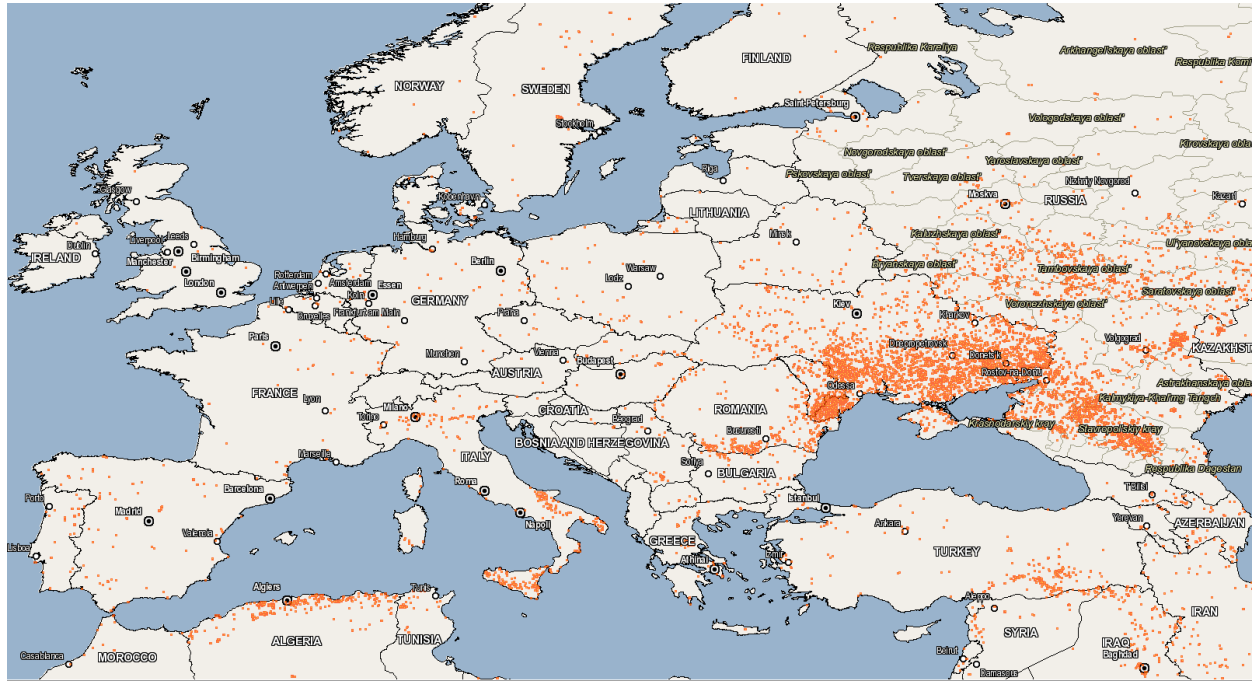 Respublika Kareliya
Arkhangel'skaya oblast'
FINLAND
Respublika Komi
NORWAY
SWEDEN
Saint-Petersburg
Stockholm
Vologodskaya oblast'
Kirovskaya obla
Novgorodskaya oblast'
Yaroslavskaya oblast'
Pskovskaya oblast'
Tverskaya oblast'
Nizhniy Novgorod
Riga
Glasgow
Moskva
RUSSIA
Kazan
LITHUANIA
Kaluzhskaya oblast'
Ul'yanovskaya obla
Dublin
Liverpool
Leeds
Hamburg
Minsk
IRELAND
Manchester
Birmingham
Berlin
Bryanskaya oblast'
Tambovskaya oblast'
Rotterdam
Amsterdam
Warsaw
London
Antwerpen
Essen
Lodz
Saratovskaya oblast'
Koln
GERMANY
Voronezhskaya oblast'
Lille
Bruxelles
Frankfurt am Main
Praha
Kiev
Kharkov
Paris
Dnepropetrovsk
Volgograd
KAZAKHST
Munchen
Vienna
Budapest
Donetsk
AUSTRIA
Rostov-na-Donu
FRANCE
Odessa
Astrakhanskaya obla
Lyon
Milano
CROATIA
ROMANIA
Kalmykiya-Khal'mg Tangch
Torino
Beograd
Bucuresti
Krasnodarskiy kray
Stavropol'skiy kray
BOSNIA AND HERZEGOVINA
Marseille
ITALY
Sofiya
BULGARIA
Respublika Dagestan
Porto
Barcelona
Roma
Istanbul
T'Bilisi
Madrid
Napoli
Ankara
Yerevan
AZERBAIJAN
Lisboa
Valencia
GREECE
TURKEY
Athinai
Izmir
Algiers
Tunis
Aleppo
IRAN
ALGERIA
TUNISIA
SYRIA
IRAQ
Casablanca
MOROCCO
Beirut
Baghdad
Damascus